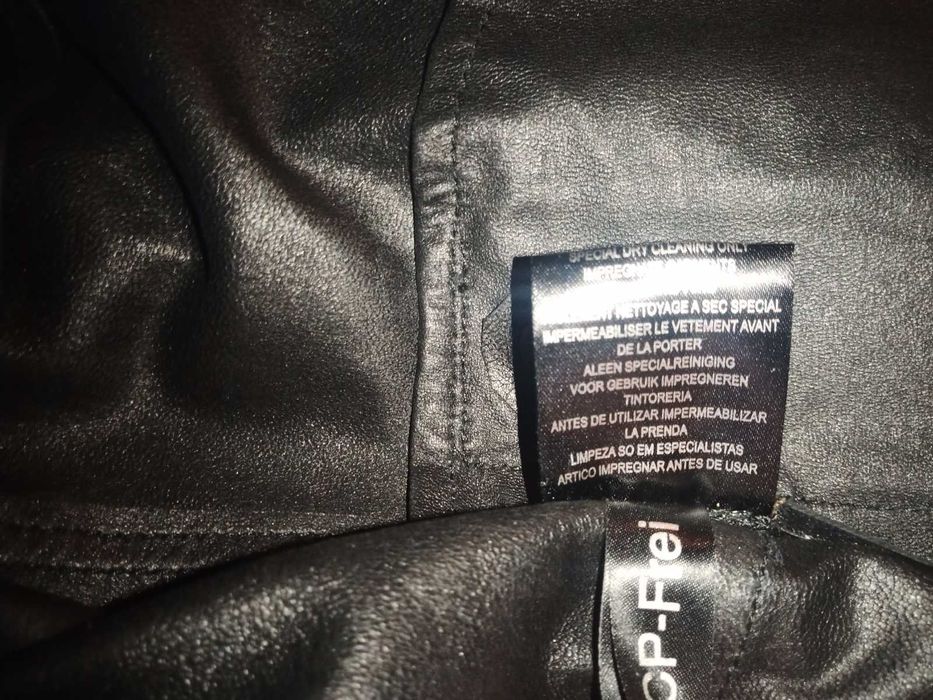 SPECIAL DRY CLEANING ONLY
NETTOYAGE A SEC SPECIAL
IMPERMEABILISER LE VETEMENT AVANT
DE LA PORTER
ALEEN SPECIALREINIGING
VOOR GEBRUIK IMPREGNEREN
TINTORERIA
ANTES DE UTILIZAR IMPERMEABILIZAR
LA PRENDA
LIMPEZA SO EM ESPECIALISTAS
ARTICO IMPREGNAR ANTES DE USAR
CP-Frei